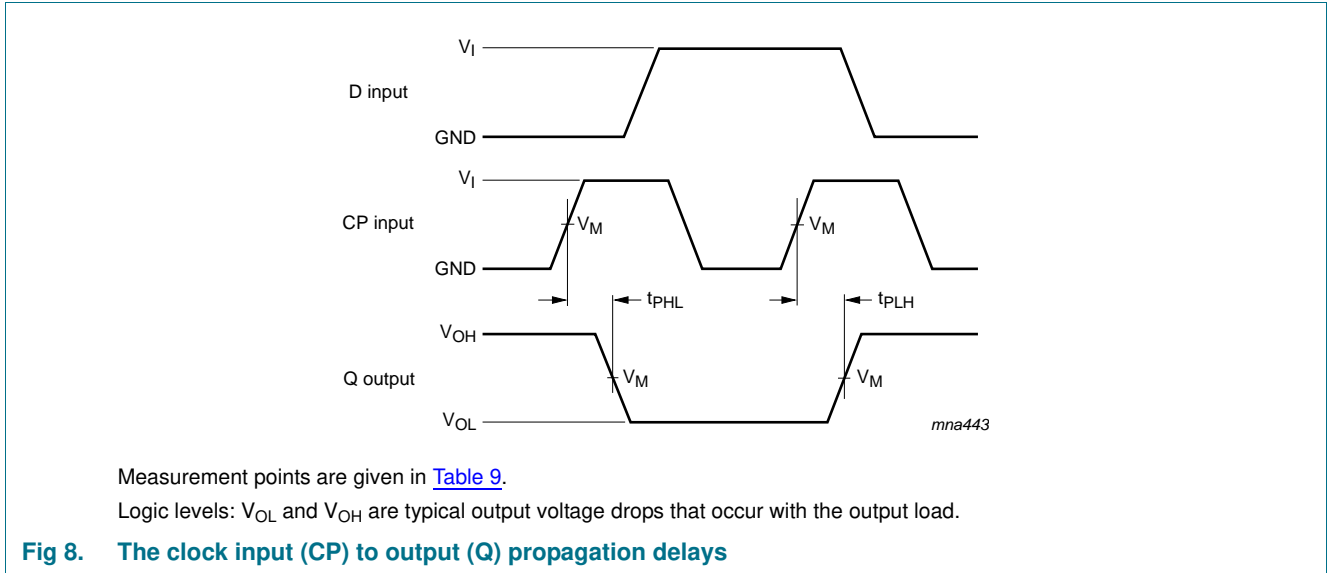 V_I
D input
GND
V_I
CP input
V_M
V_M
GND
t_PHL
t_PLH
V_OH
Q output
V_M
V_M
V_OL
mna443
Measurement points are given in Table 9.
Logic levels: V_OL and V_OH are typical output voltage drops that occur with the output load.
Fig 8. The clock input (CP) to output (Q) propagation delays